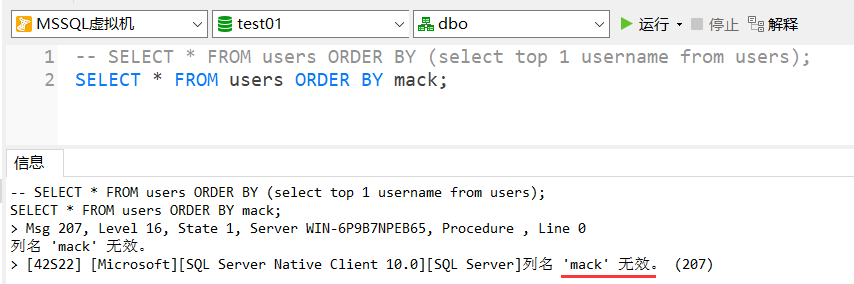 MSSQL虚拟机 test01 dbo 运行 停止 解释
1 -- SELECT * FROM users ORDER BY (select top 1 username from users);
2 SELECT * FROM users ORDER BY mack;
信息
-- SELECT * FROM users ORDER BY (select top 1 username from users);
SELECT * FROM users ORDER BY mack;
> Msg 207, Level 16, State 1, Server WIN-6P9B7NPEB65, Procedure , Line 0
列名 'mack' 无效。
> [42S22] [Microsoft][SQL Server Native Client 10.0][SQL Server]列名 'mack' 无效。 (207)